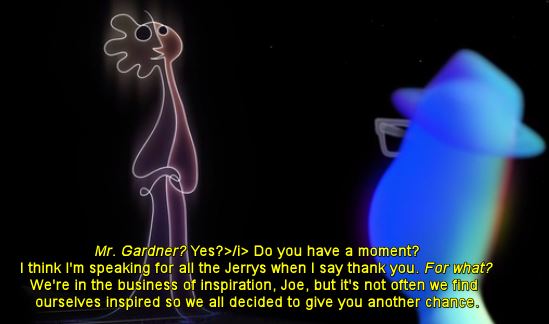 Mr. Gardner? Yes?>/i> Do you have a moment?
I think I'm speaking for all the Jerrys when I say thank you. For what?
We're in the business of inspiration, Joe, but it's not often we find
ourselves inspired so we all decided to give you another chance.